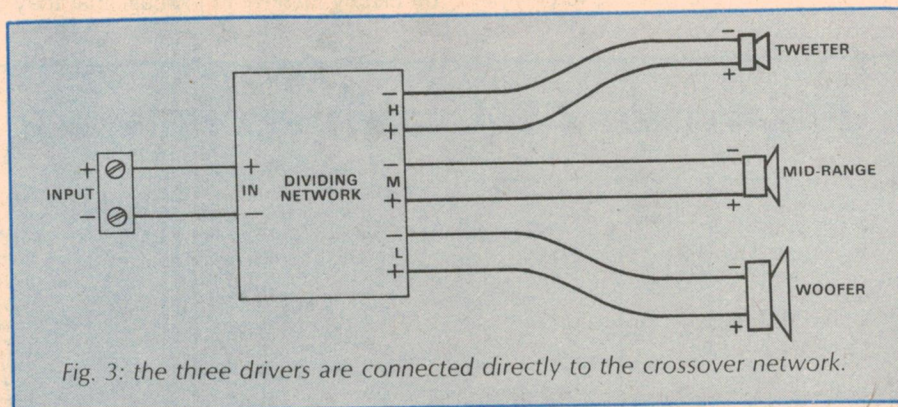 −
TWEETER
+
−
H
+
+
INPUT
−
+
IN
−
DIVIDING
NETWORK
−
M
+
−
MID-RANGE
+
−
L
+
−
WOOFER
+
Fig. 3: the three drivers are connected directly to the crossover network.